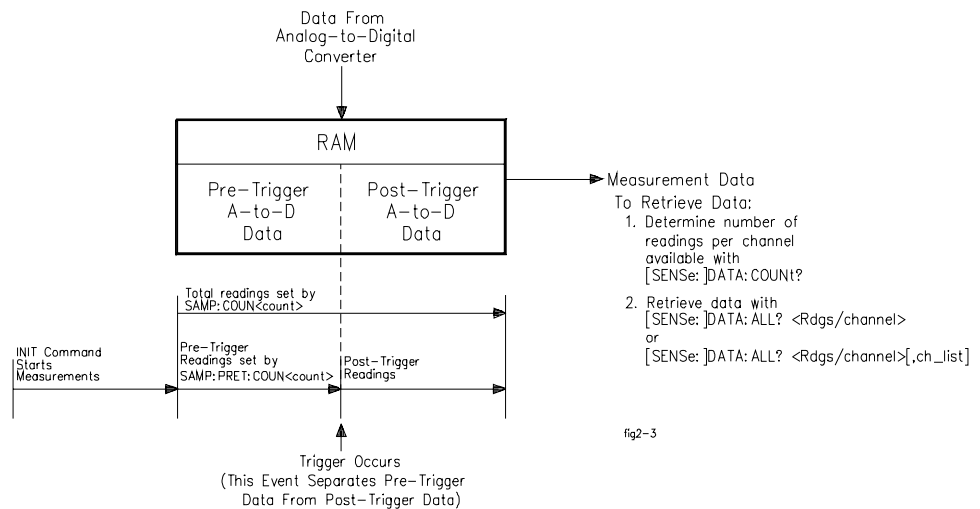 Data From
Analog-to-Digital
Converter
RAM
Pre-Trigger
A-to-D
Data
Post-Trigger
A-to-D
Data
Measurement Data
To Retrieve Data:
1. Determine number of
readings per channel
available with
[SENSe:]DATA:COUNt?
2. Retrieve data with
[SENSe:]DATA:ALL? <Rdgs/channel>
or
[SENSe:]DATA:ALL? <Rdgs/channel>[,ch_list]
Total readings set by
SAMP:COUN<count>
INIT Command
Starts
Measurements
Pre-Trigger
Readings set by
SAMP:PRET:COUN<count>
Post-Trigger
Readings
fig2-3
Trigger Occurs
(This Event Separates Pre-Trigger
Data From Post-Trigger Data)